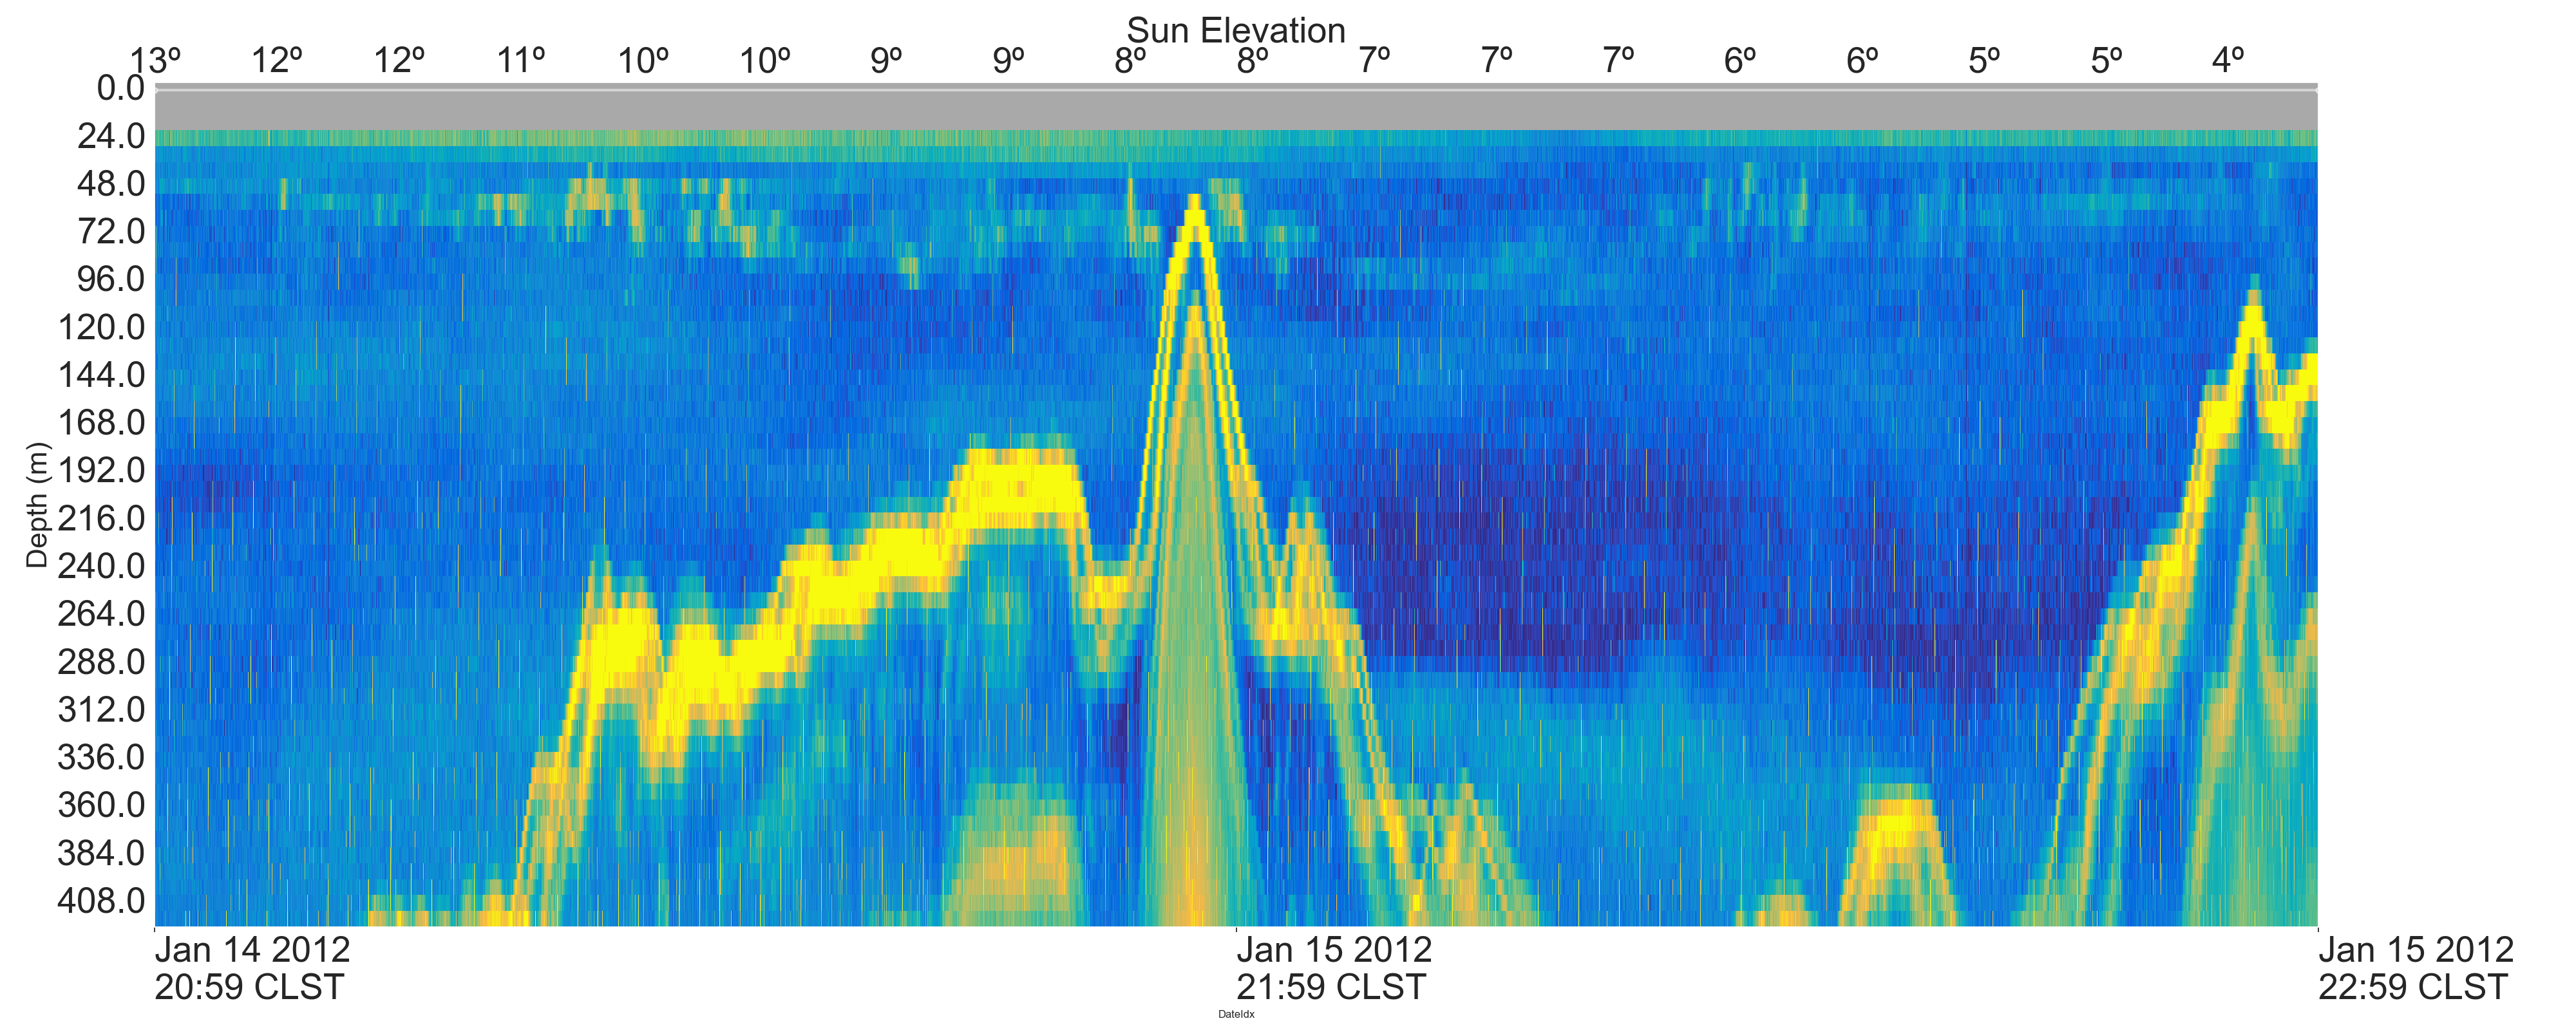 Sun Elevation
13º 12º 12º 11º 10º 10º 9º 9º 8º 8º 7º 7º 7º 6º 6º 5º 5º 4º
0.0
24.0
48.0
72.0
96.0
120.0
144.0
168.0
192.0
216.0
240.0
264.0
288.0
312.0
336.0
360.0
384.0
408.0
Depth (m)
Jan 14 2012
20:59 CLST
Jan 15 2012
21:59 CLST
Jan 15 2012
22:59 CLST
DateIdx